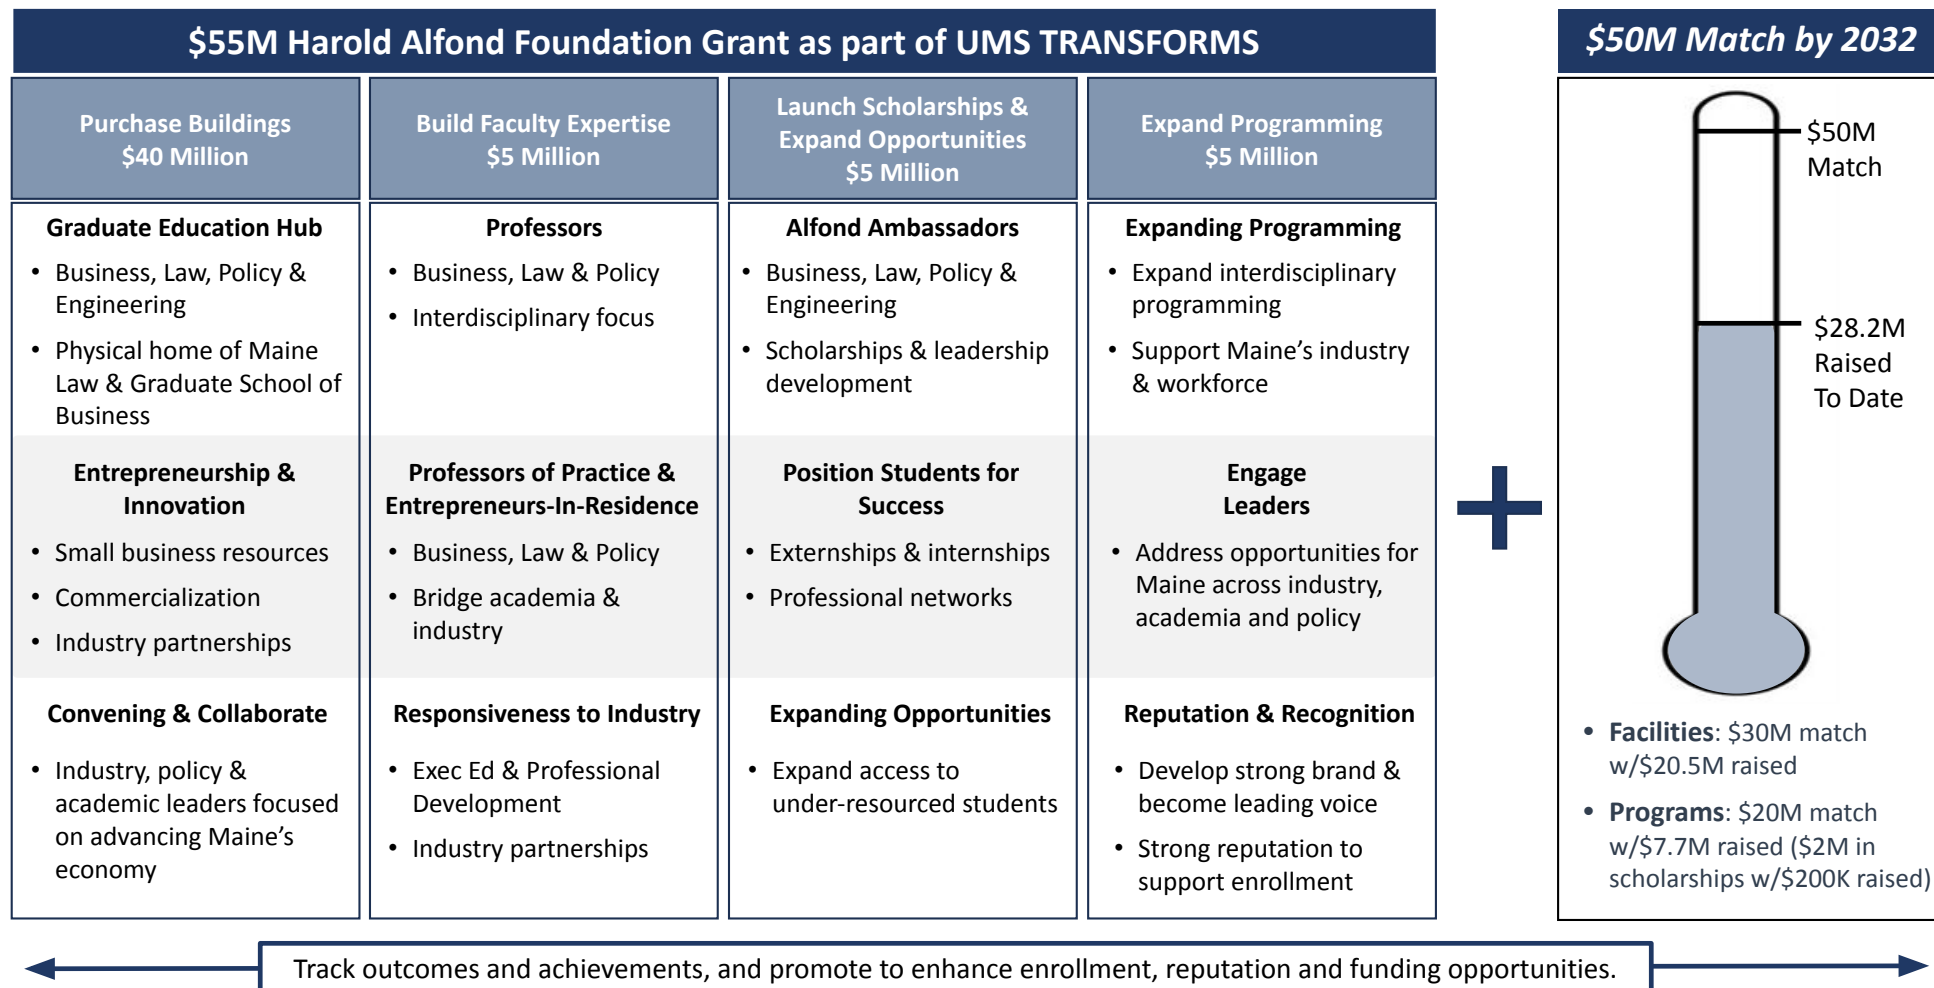 $55M Harold Alfond Foundation Grant as part of UMS TRANSFORMS
Purchase Buildings
$40 Million
Graduate Education Hub
• Business, Law, Policy &
Engineering
• Physical home of Maine
Law & Graduate School of
Business
Entrepreneurship &
Innovation
• Small business resources
• Commercialization
• Industry partnerships
Convening & Collaborate
• Industry, policy &
academic leaders focused
on advancing Maine's
economy
Build Faculty Expertise
$5 Million
Professors
• Business, Law & Policy
• Interdisciplinary focus
Professors of Practice &
Entrepreneurs-In-Residence
• Business, Law & Policy
• Bridge academia &
industry
Responsiveness to Industry
• Exec Ed & Professional
Development
• Industry partnerships
Launch Scholarships &
Expand Opportunities
$5 Million
Alfond Ambassadors
• Business, Law, Policy &
Engineering
• Scholarships & leadership
development
Position Students for
Success
• Externships & internships
• Professional networks
Expanding Opportunities
• Expand access to
under-resourced students
Expand Programming
$5 Million
Expanding Programming
• Expand interdisciplinary
programming
• Support Maine's industry
& workforce
Engage
Leaders
• Address opportunities for
Maine across industry,
academia and policy
Reputation & Recognition
• Develop strong brand &
become leading voice
• Strong reputation to
support enrollment
$50M Match by 2032
$50M
Match
$28.2M
Raised
To Date
• Facilities: $30M match
w/$20.5M raised
• Programs: $20M match
w/$7.7M raised ($2M in
scholarships w/$200K raised)
Track outcomes and achievements, and promote to enhance enrollment, reputation and funding opportunities.